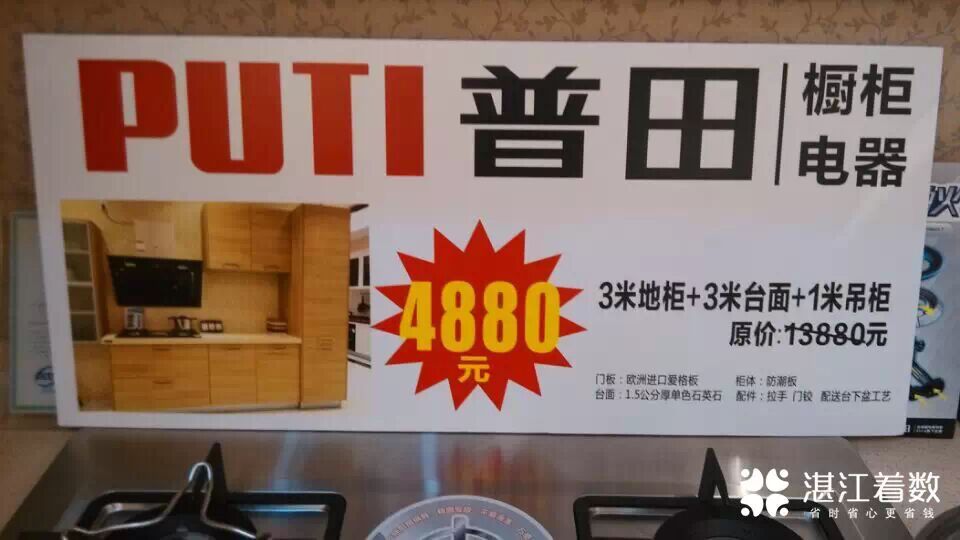 PUTI 普田
橱柜
电器
4880
元
3米地柜+3米台面+1米吊柜
原价:13880元
门板：欧洲进口爱格板 柜体：防潮板
台面：1.5公分厚单色石英石 配件：拉手 门铰 配送台下盆工艺
湛江着数
省时省心更省钱